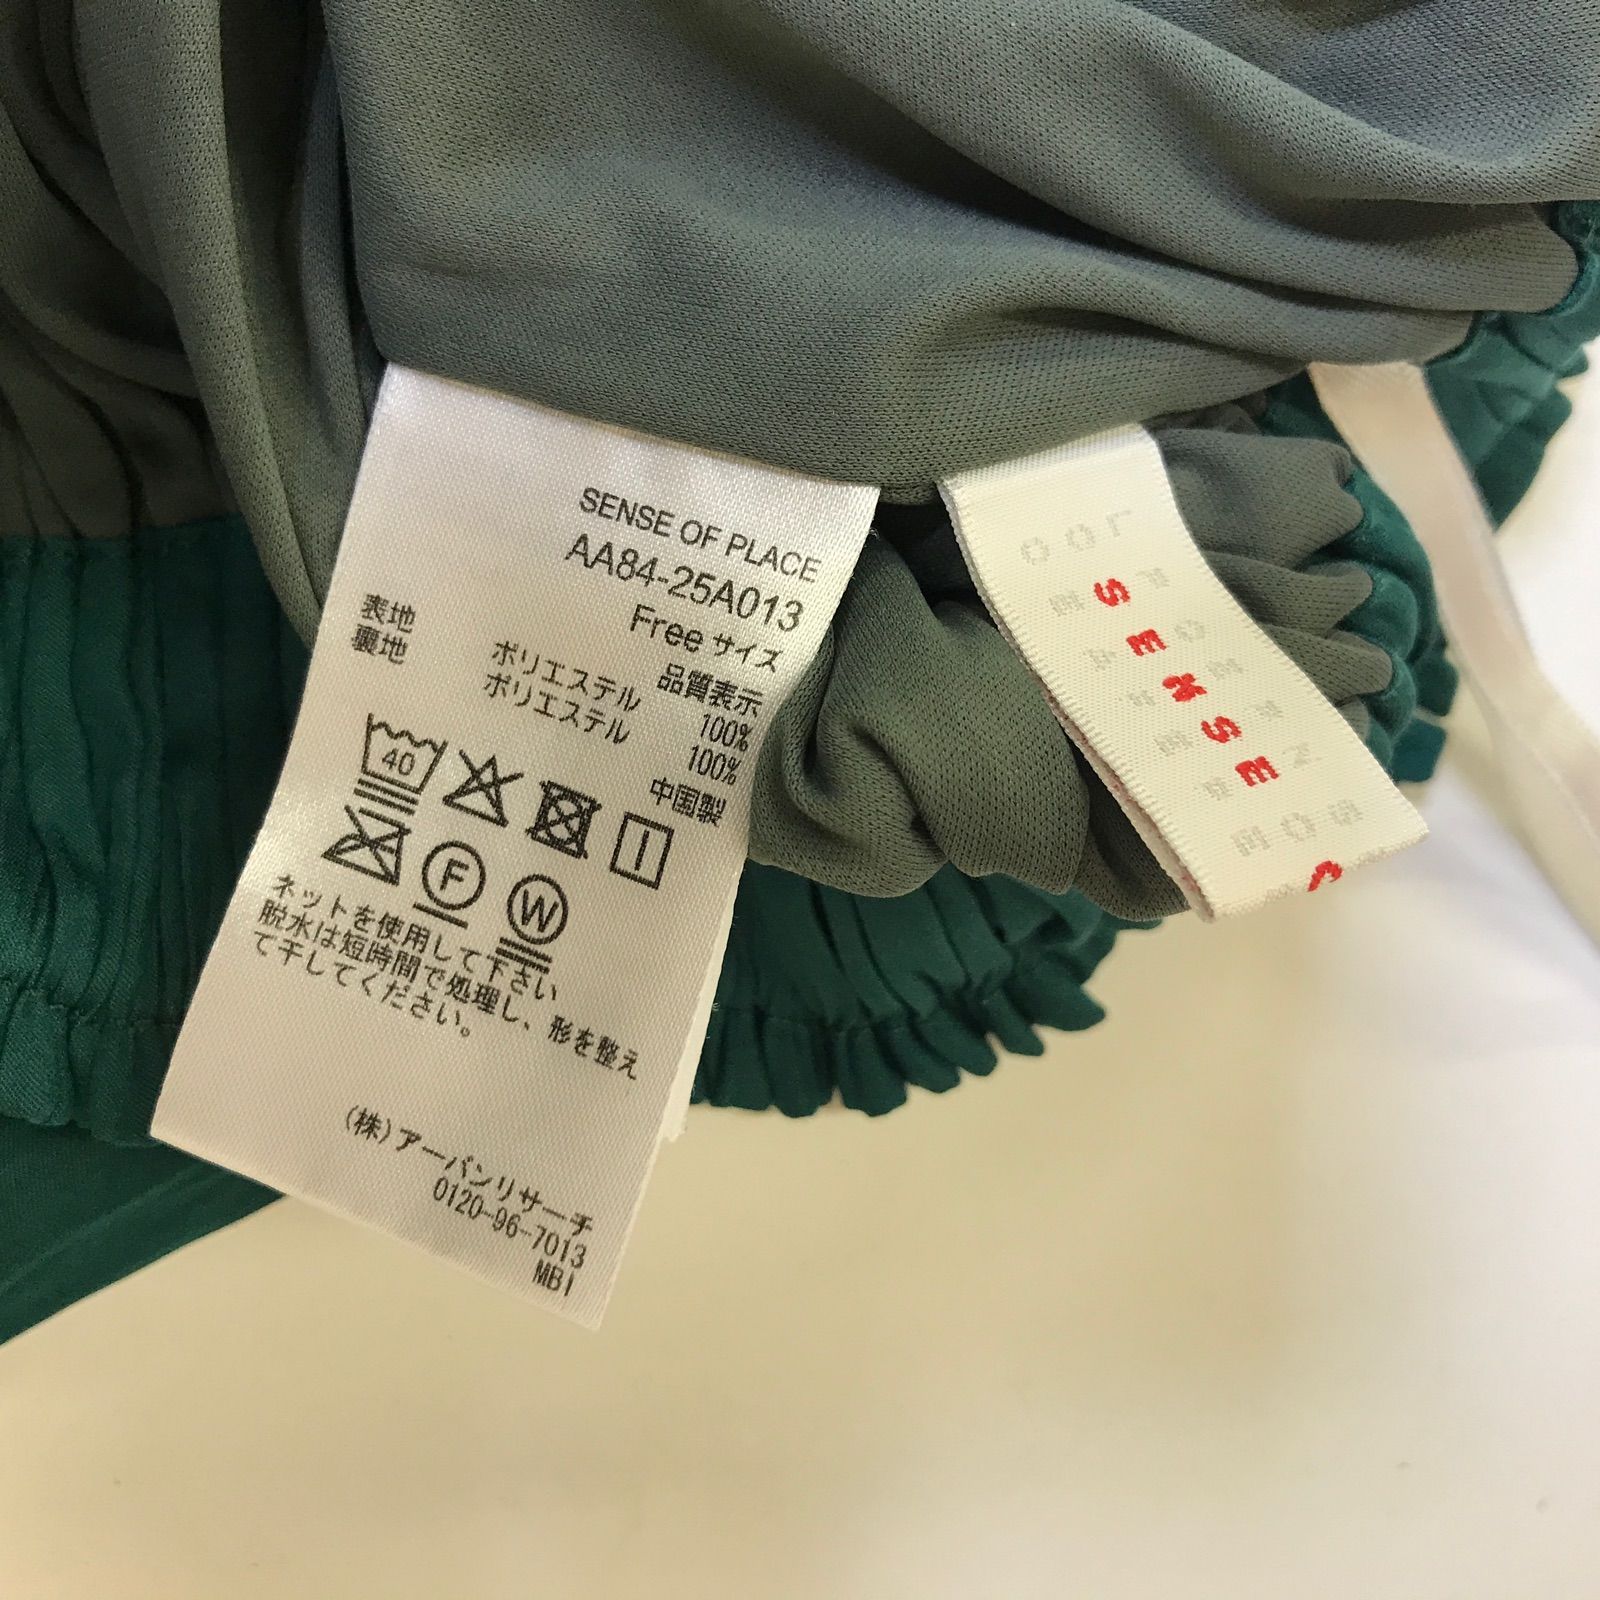 SENSE OF PLACE
AA84-25A013
Free サイズ
品質表示
表地 ポリエステル 100%
裏地 ポリエステル 100%
中国製
40
F
W
ネットを使用して下さい
脱水は短時間で処理し、形を整え
て干してください。
(株)アーバンリサーチ
0120-96-7013
MBI
SENSE